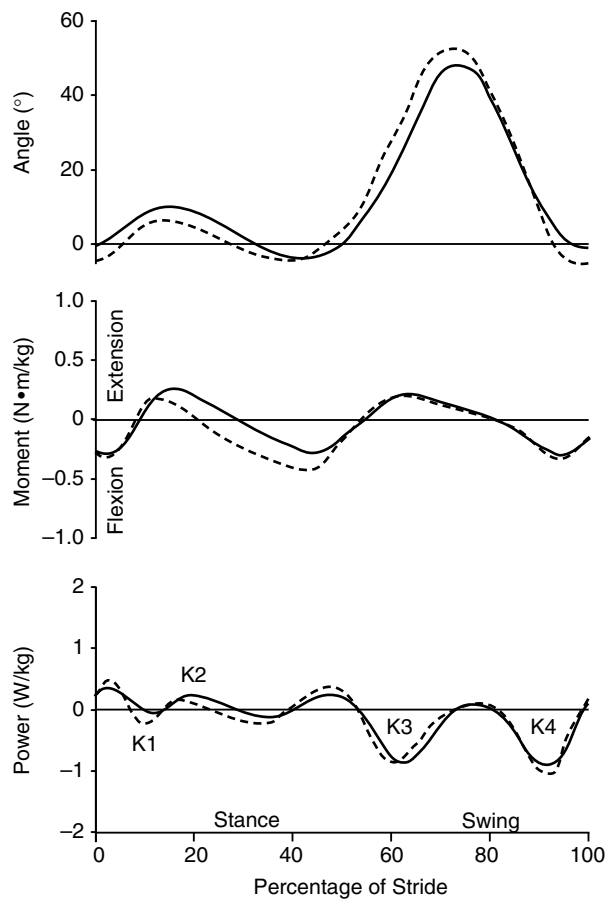 60
40
20
0
Angle (°)
1.0
0.5
0
−0.5
−1.0
Moment (N•m/kg)
Extension
Flexion
2
1
0
−1
−2
Power (W/kg)
K1
K2
K3
K4
Stance
Swing
0 20 40 60 80 100
Percentage of Stride